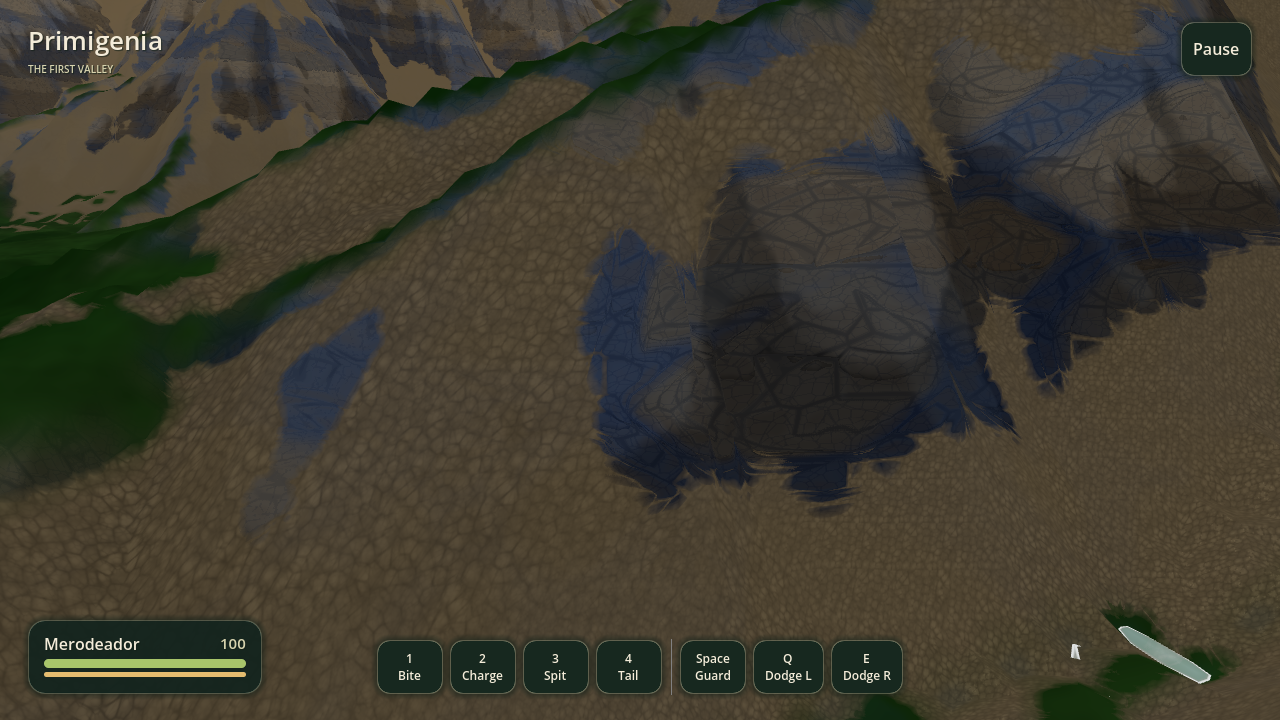 Primigenia
THE FIRST VALLEY
Pause
Merodeador 100
1
Bite
2
Charge
3
Spit
4
Tail
Space
Guard
Q
Dodge L
E
Dodge R